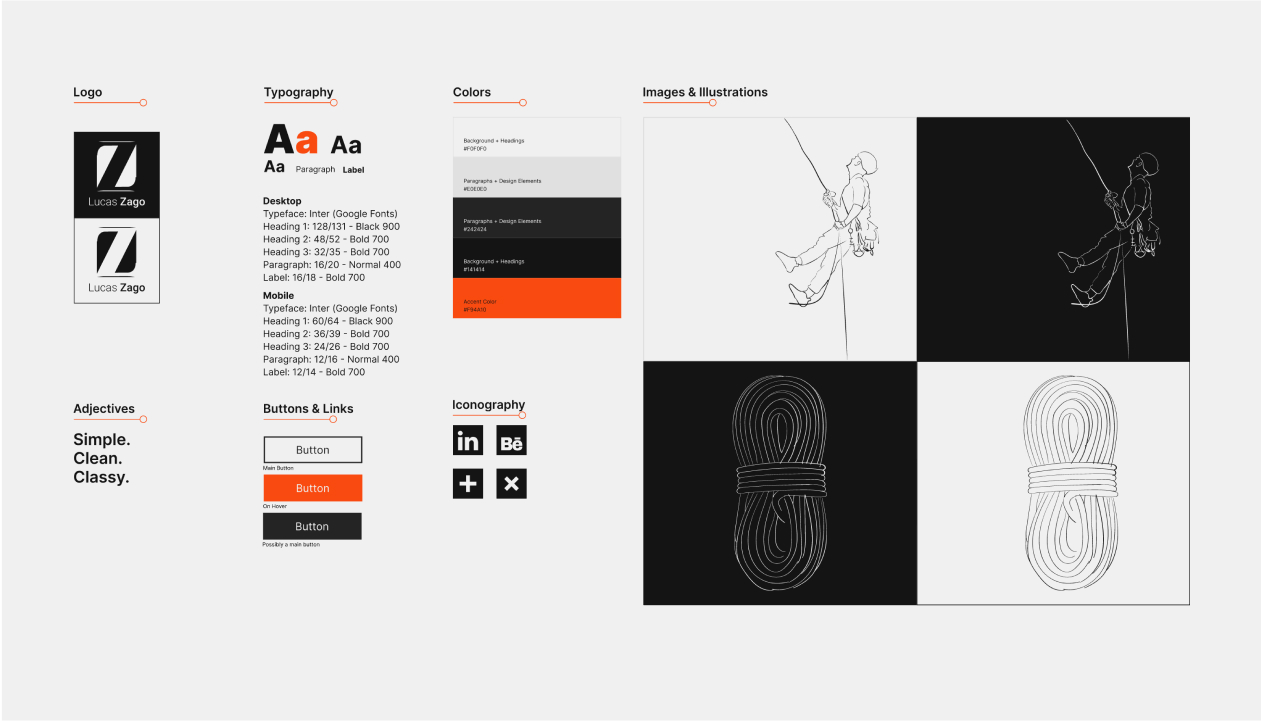 Logo
Lucas Zago
Lucas Zago
Typography
Aa Aa
Aa Paragraph Label
Desktop
Typeface: Inter (Google Fonts)
Heading 1: 128/131 - Black 900
Heading 2: 48/52 - Bold 700
Heading 3: 32/35 - Bold 700
Paragraph: 16/20 - Normal 400
Label: 16/18 - Bold 700
Mobile
Typeface: Inter (Google Fonts)
Heading 1: 60/64 - Black 900
Heading 2: 36/39 - Bold 700
Heading 3: 24/26 - Bold 700
Paragraph: 12/16 - Normal 400
Label: 12/14 - Bold 700
Colors
Background + Headings
#F0F0F0
Paragraphs + Design Elements
#E0E0E0
Paragraphs + Design Elements
#242424
Background + Headings
#141414
Accent Color
#F94A10
Images & Illustrations
Adjectives
Simple.
Clean.
Classy.
Buttons & Links
Button
Main Button
Button
On Hover
Button
Possibly a main button
Iconography
in Bē